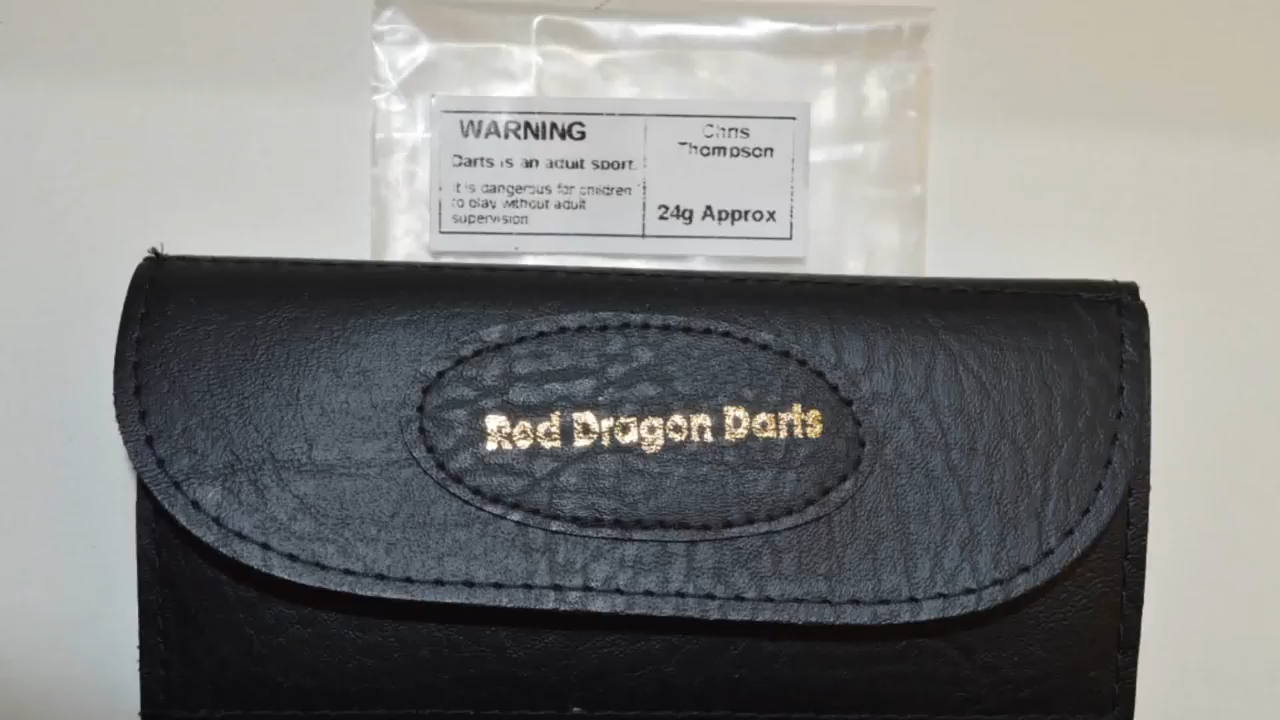 WARNING
Darts is an adult sport.
It is dangerous for children
to play without adult
supervision
Chris
Thompson
24g Approx
Red Dragon Darts